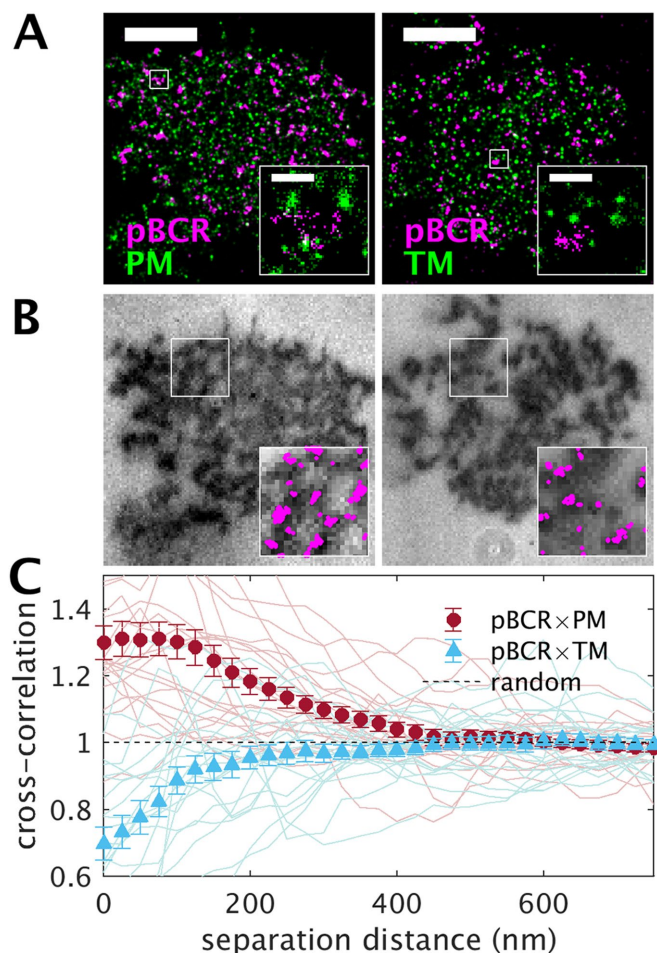 A
pBCR
PM
pBCR
TM
B
C
1.4
1.2
1
0.8
0.6
cross-correlation
pBCR×PM
pBCR×TM
random
0
200
400
600
separation distance (nm)